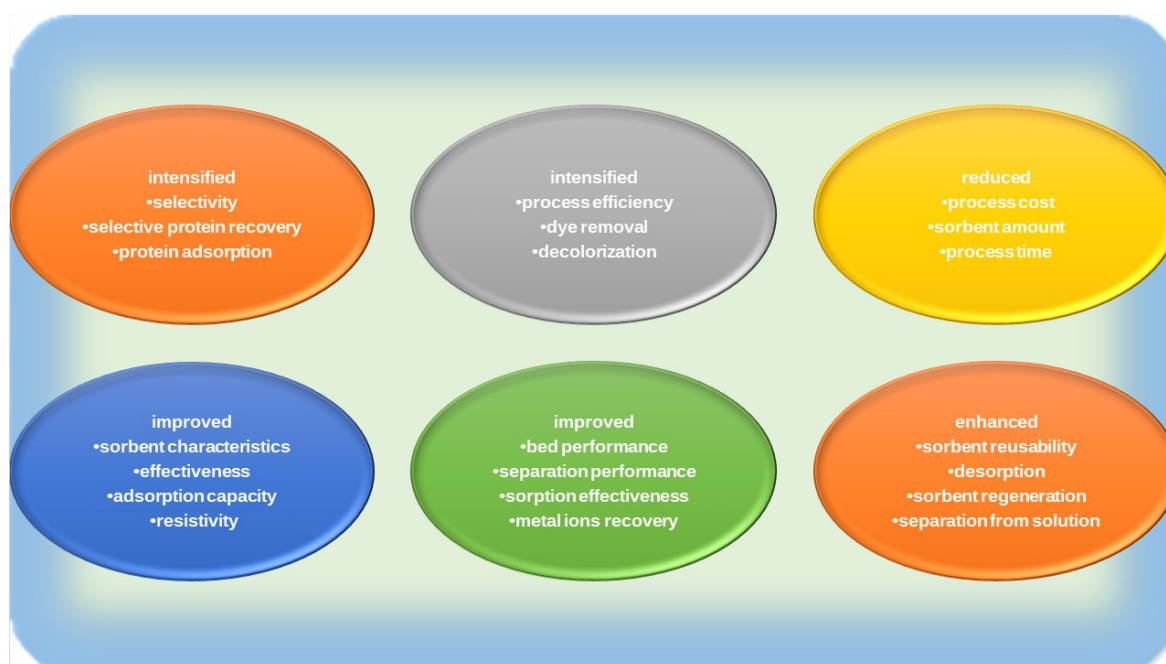 intensified
•selectivity
•selective protein recovery
•protein adsorption
intensified
•process efficiency
•dye removal
•decolorization
reduced
•process cost
•sorbent amount
•process time
improved
•sorbent characteristics
•effectiveness
•adsorption capacity
•resistivity
improved
•bed performance
•separation performance
•sorption effectiveness
•metal ions recovery
enhanced
•sorbent reusability
•desorption
•sorbent regeneration
•separation from solution